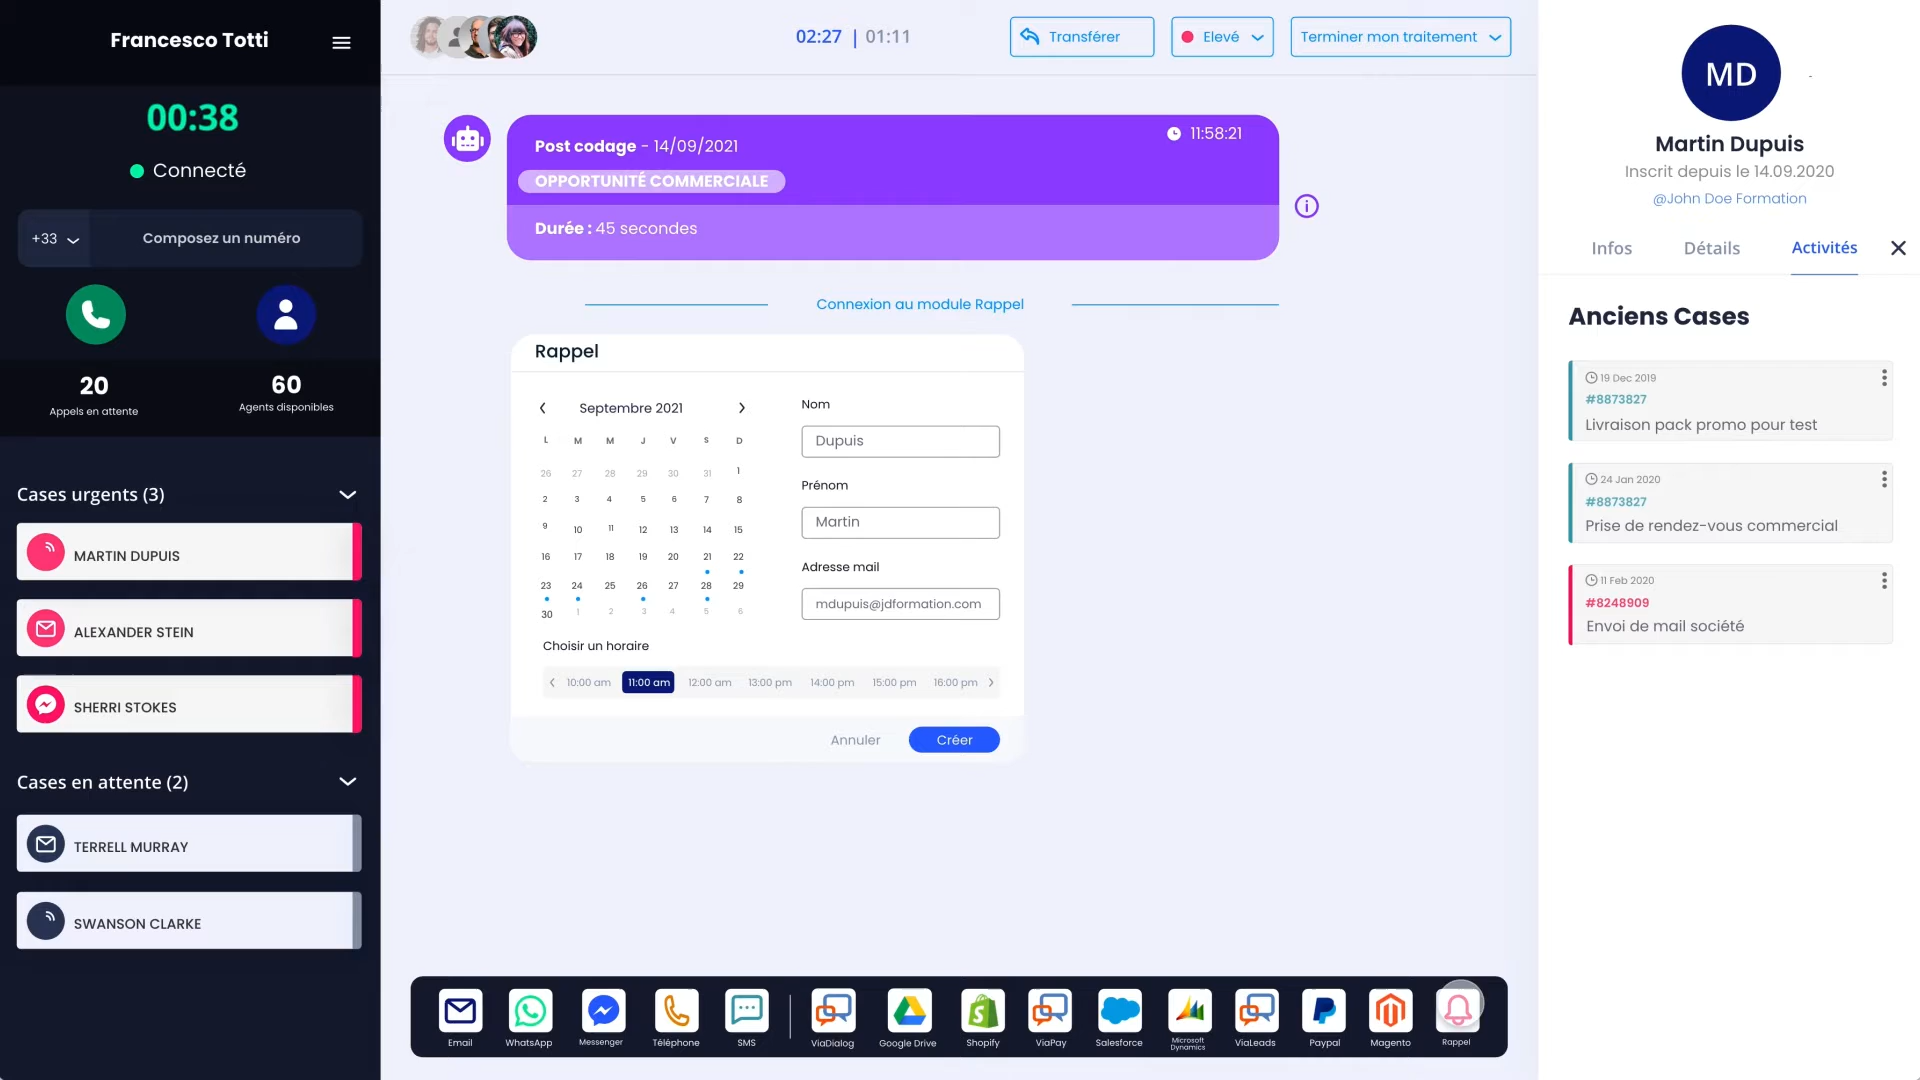 Francesco Totti
00:38
Connecté
+33
Composez un numéro
20
Appels en attente
60
Agents disponibles
Cases urgents (3)
MARTIN DUPUIS
ALEXANDER STEIN
SHERRI STOKES
Cases en attente (2)
TERRELL MURRAY
SWANSON CLARKE
02:27 | 01:11
Transférer
Elevé
Terminer mon traitement
Post codage - 14/09/2021
11:58:21
OPPORTUNITÉ COMMERCIALE
Durée : 45 secondes
Connexion au module Rappel
Rappel
Septembre 2021
L M M J V S D
26 27 28 29 30 31 1
2 3 4 5 6 7 8
9 10 11 12 13 14 15
16 17 18 19 20 21 22
23 24 25 26 27 28 29
30 1 2 3 4 5 6
Nom
Dupuis
Prénom
Martin
Adresse mail
mdupuis@jdformation.com
Choisir un horaire
10:00 am 11:00 am 12:00 am 13:00 pm 14:00 pm 15:00 pm 16:00 pm
Annuler
Créer
Email
WhatsApp
Messenger
Téléphone
SMS
ViaDialog
Google Drive
Shopify
ViaPay
Salesforce
Microsoft
Dynamics
ViaLeads
Paypal
Magento
Rappel
MD
Martin Dupuis
Inscrit depuis le 14.09.2020
@John Doe Formation
Infos
Détails
Activités
Anciens Cases
19 Dec 2019
#8873827
Livraison pack promo pour test
24 Jan 2020
#8873827
Prise de rendez-vous commercial
11 Feb 2020
#8248909
Envoi de mail société